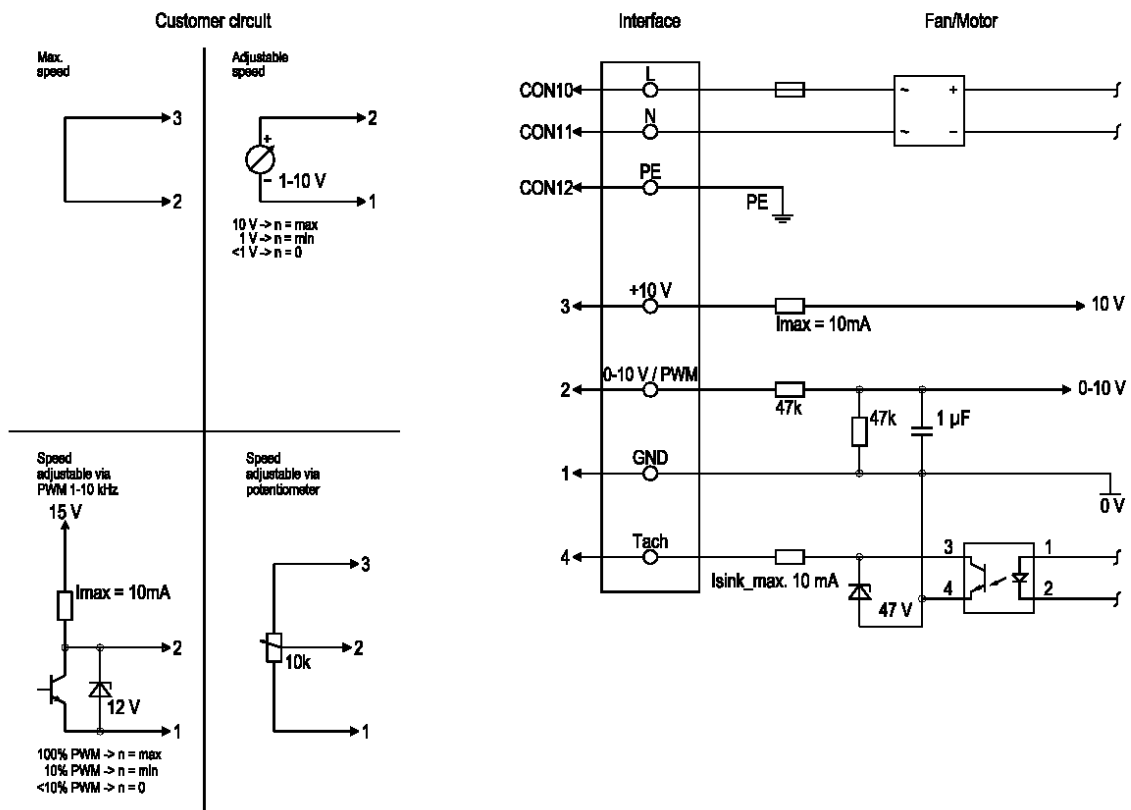 Customer circuit
Interface
Fan/Motor
Max.
speed
3
2
Adjustable
speed
2
+
− 1-10 V
1
10 V -> n = max
1 V -> n = min
<1 V -> n = 0
Speed
adjustable via
PWM 1-10 kHz
15 V
Imax = 10mA
2
12 V
1
100% PWM -> n = max
10% PWM -> n = min
<10% PWM -> n = 0
Speed
adjustable via
potentiometer
3
2
10k
1
CON10
L
~
+
CON11
N
~
−
CON12
PE
PE
3
+10 V
10 V
Imax = 10mA
2
0-10 V / PWM
0-10 V
47k
47k
1 µF
1
GND
0 V
4
Tach
3
1
Isink_max. 10 mA
47 V
4
2